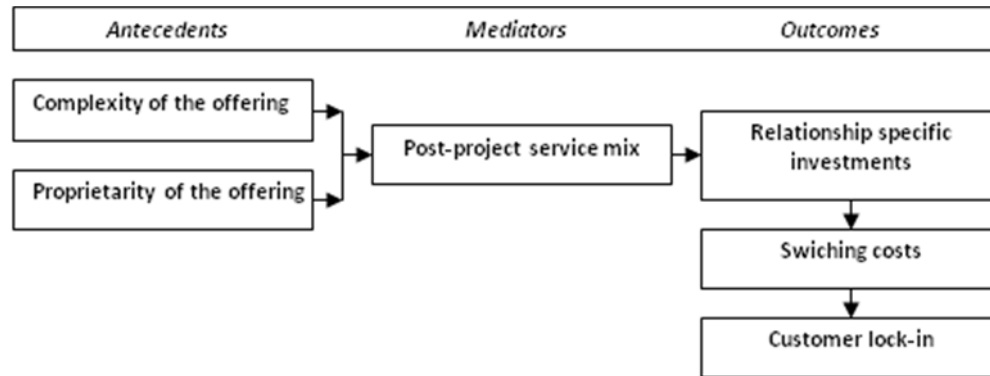 Antecedents Mediators Outcomes
Complexity of the offering
Proprietarity of the offering
Post-project service mix
Relationship specific
investments
Swiching costs
Customer lock-in